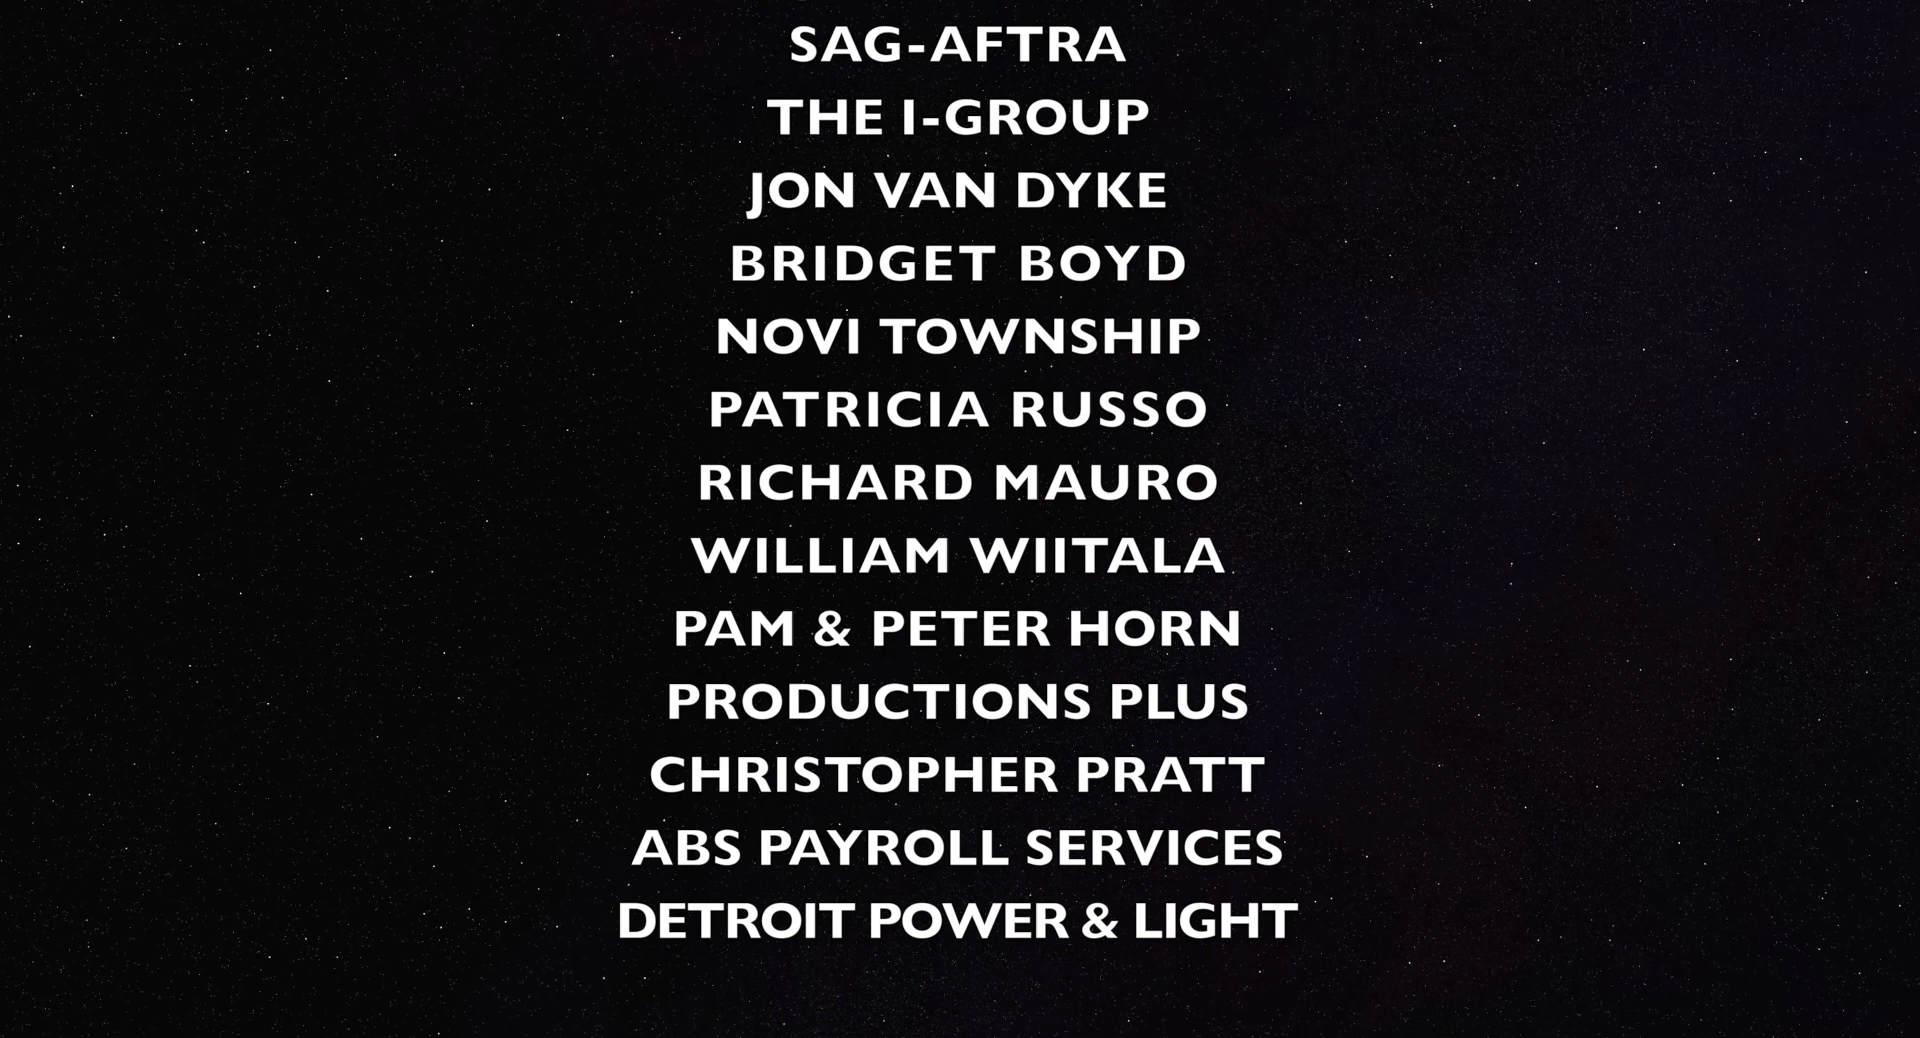 SAG-AFTRA
THE I-GROUP
JON VAN DYKE
BRIDGET BOYD
NOVI TOWNSHIP
PATRICIA RUSSO
RICHARD MAURO
WILLIAM WIITALA
PAM & PETER HORN
PRODUCTIONS PLUS
CHRISTOPHER PRATT
ABS PAYROLL SERVICES
DETROIT POWER & LIGHT